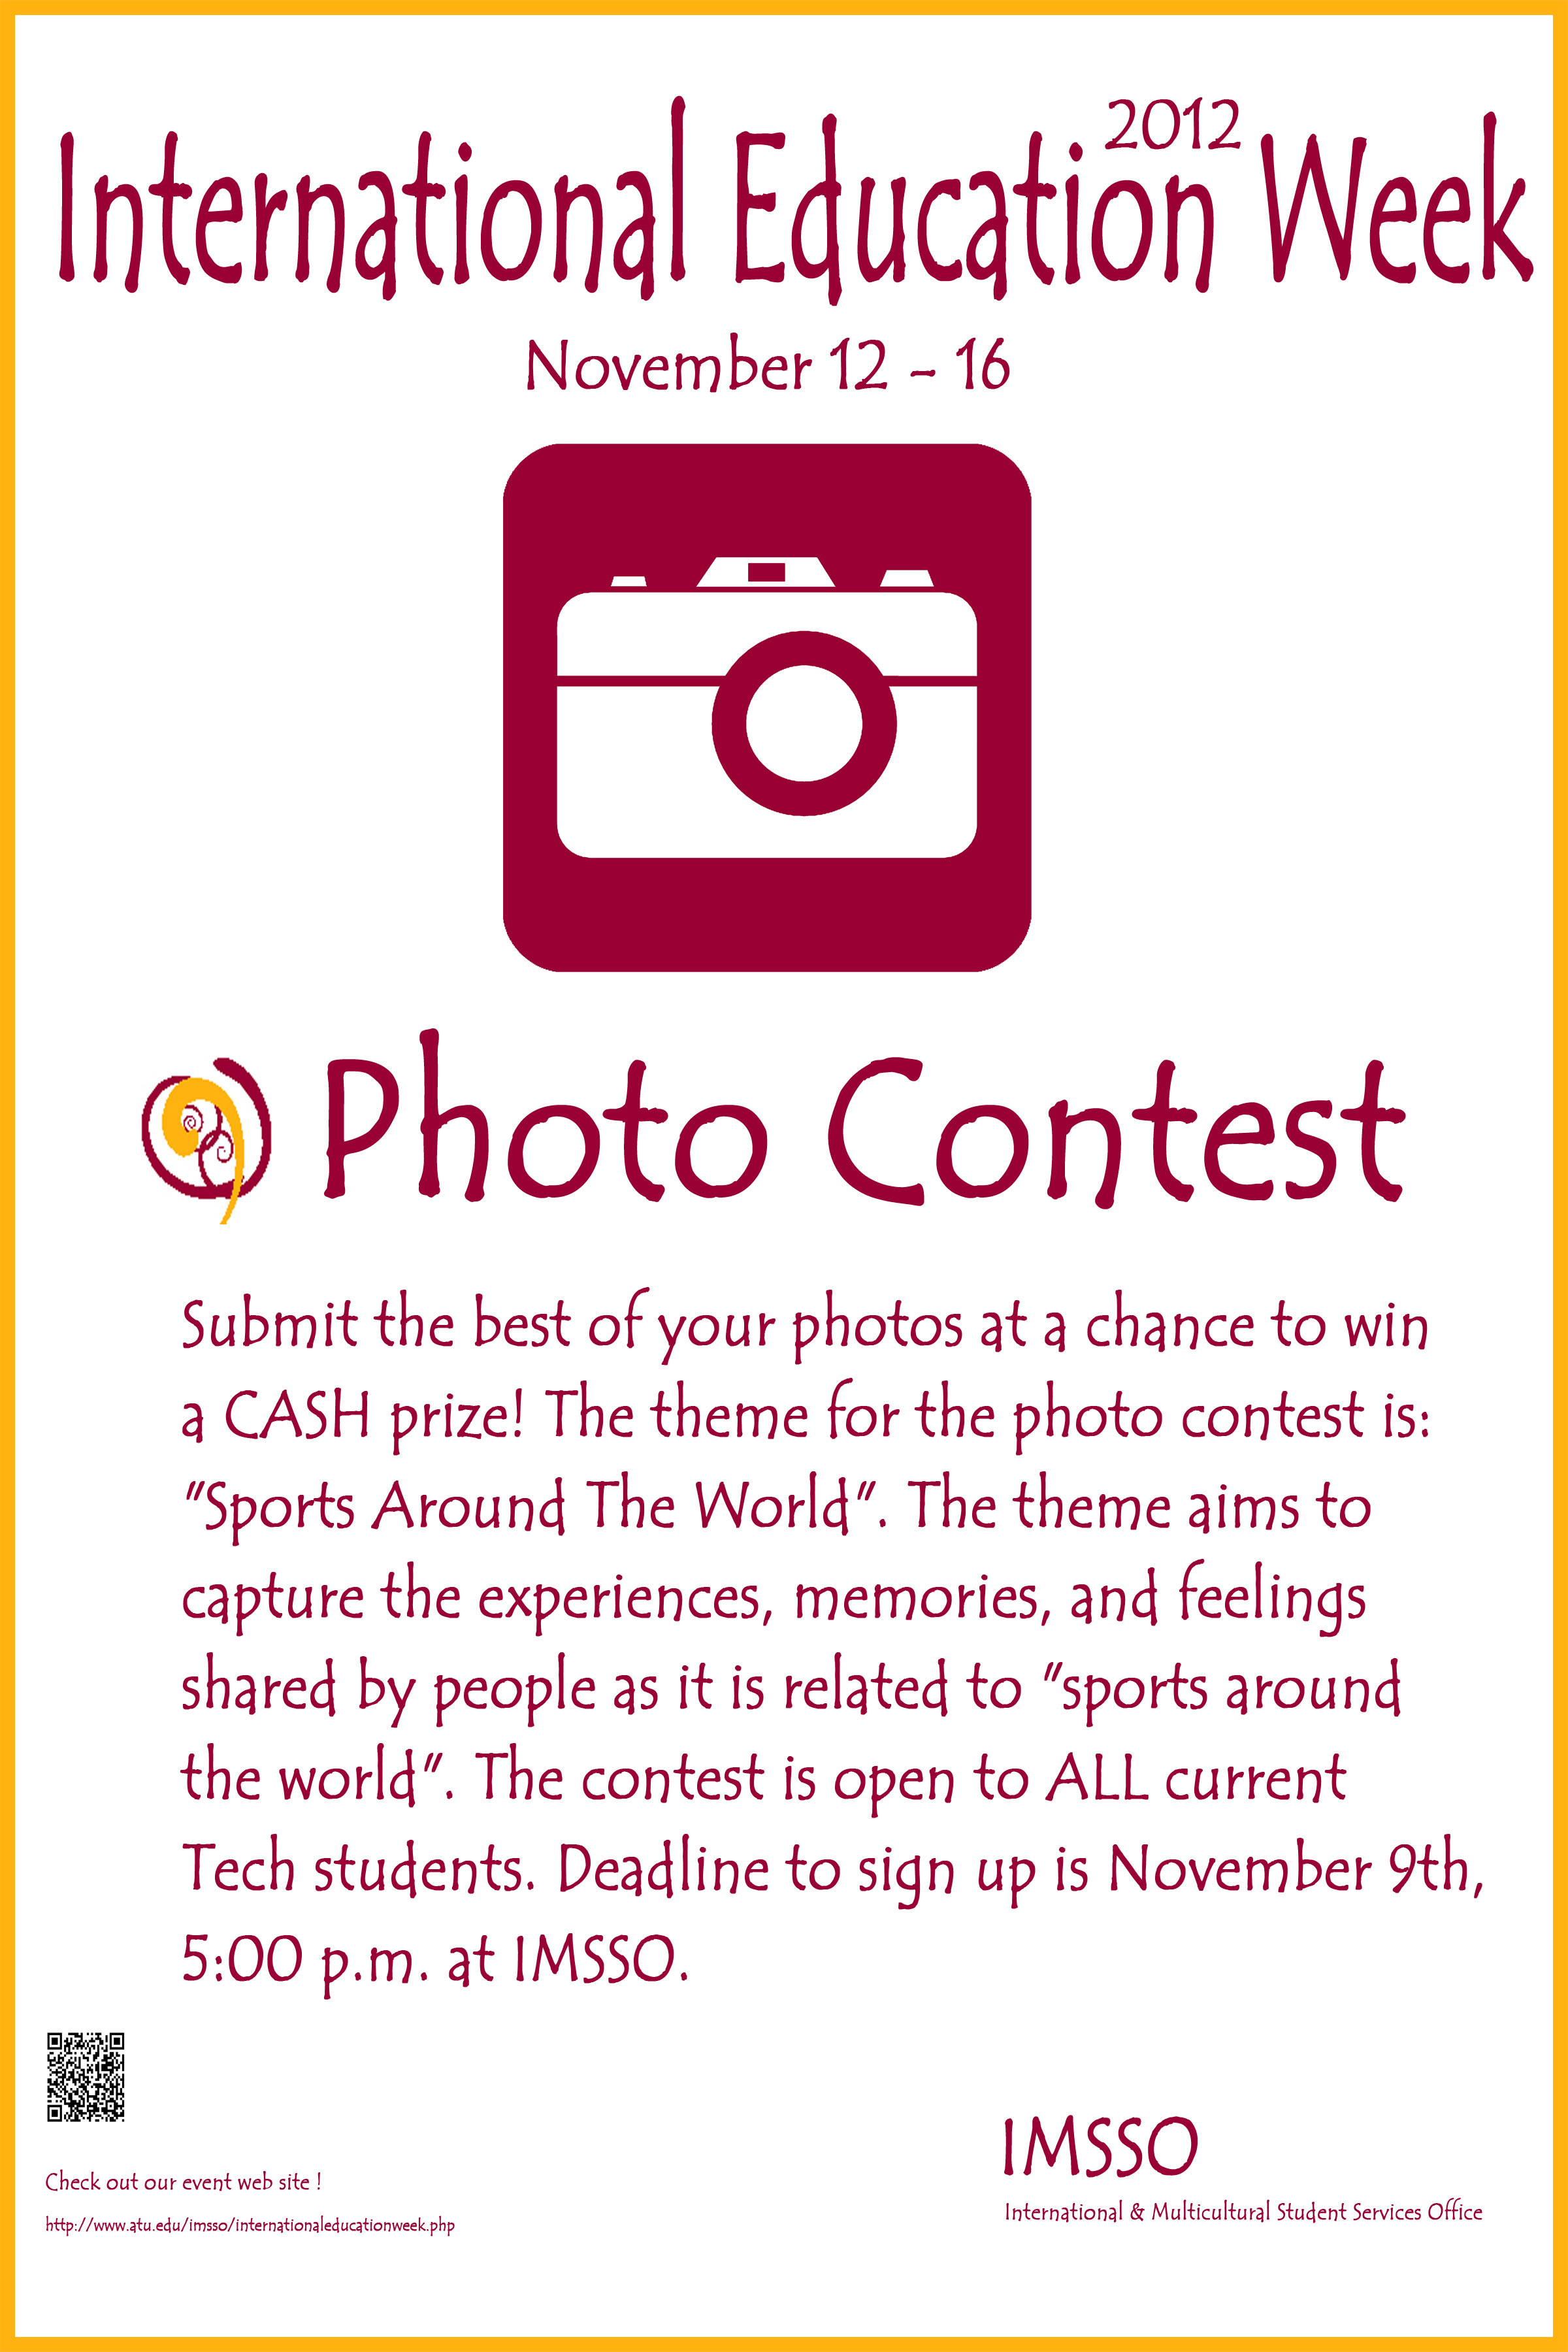 International Education 2012 Week
November 12 - 16
Photo Contest
Submit the best of your photos at a chance to win
a CASH prize! The theme for the photo contest is:
"Sports Around The World". The theme aims to
capture the experiences, memories, and feelings
shared by people as it is related to "sports around
the world". The contest is open to ALL current
Tech students. Deadline to sign up is November 9th,
5:00 p.m. at IMSSO.
Check out our event web site !
http://www.atu.edu/imsso/internationaleducationweek.php
IMSSO
International & Multicultural Student Services Office